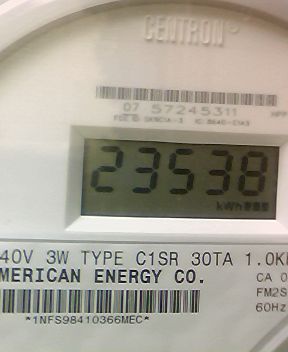 CENTRON
07 57245311
23538
kWh
40V 3W TYPE C1SR 30TA 1.0K
MERICAN ENERGY CO.
CA 0
FM2S
60Hz
*1NFS98410366MEC*